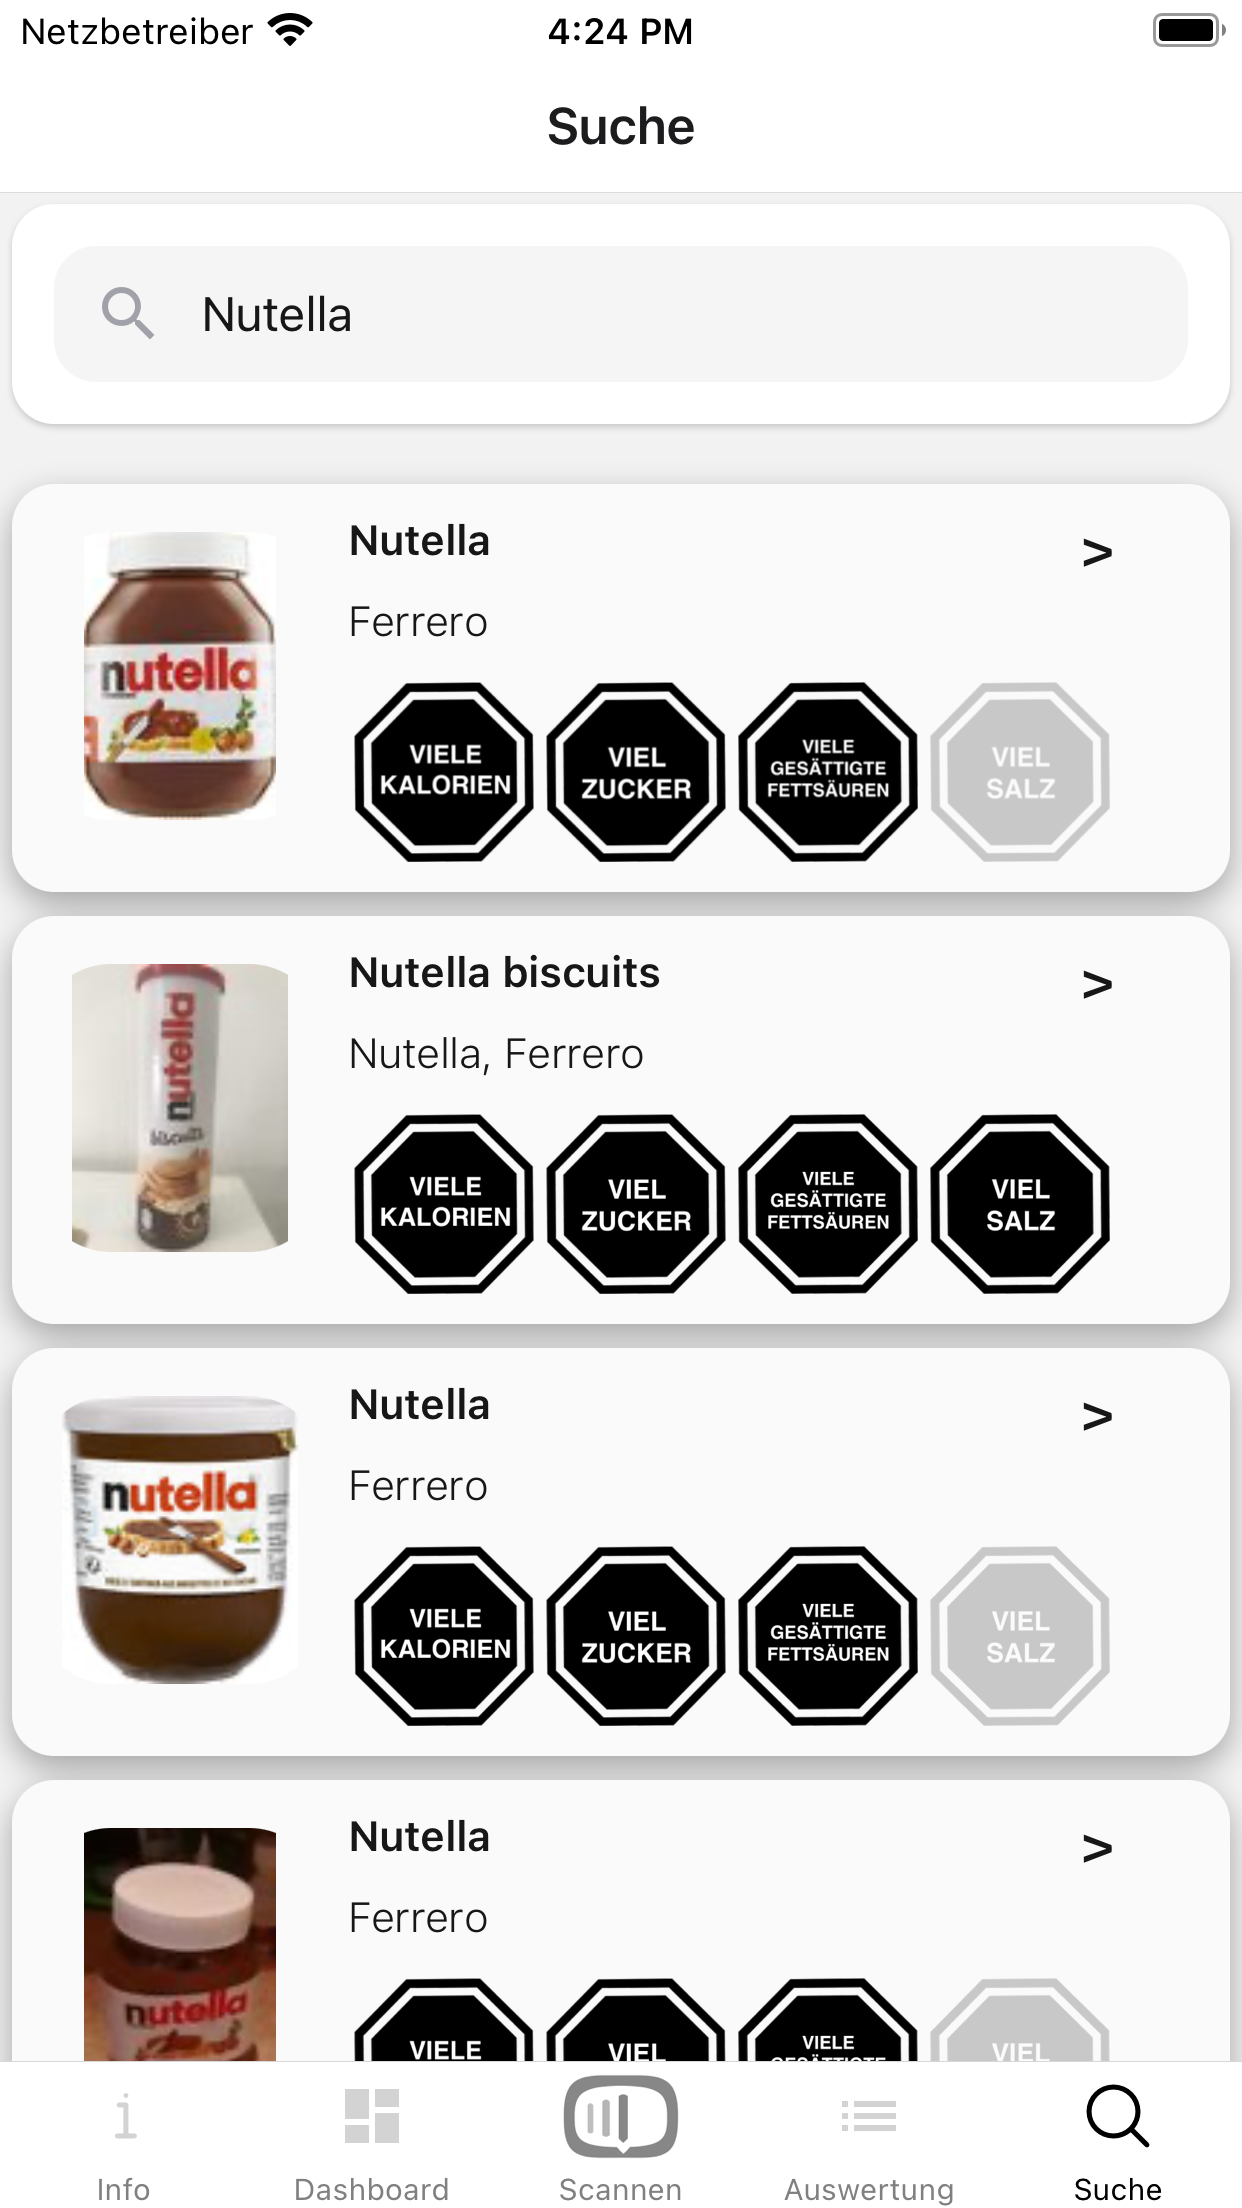 Netzbetreiber 4:24 PM
Suche
Nutella
Nutella >
Ferrero
nutella
VIELE
KALORIEN
VIEL
ZUCKER
VIELE
GESÄTTIGTE
FETTSÄUREN
VIEL
SALZ
Nutella biscuits >
Nutella, Ferrero
nutella
biscuits
VIELE
KALORIEN
VIEL
ZUCKER
VIELE
GESÄTTIGTE
FETTSÄUREN
VIEL
SALZ
Nutella >
Ferrero
nutella
VIELE
KALORIEN
VIEL
ZUCKER
VIELE
GESÄTTIGTE
FETTSÄUREN
VIEL
SALZ
Nutella >
Ferrero
nutella
VIELE
VIEL
VIELE
GESÄTTIGTE
VIEL
Info Dashboard Scannen Auswertung Suche